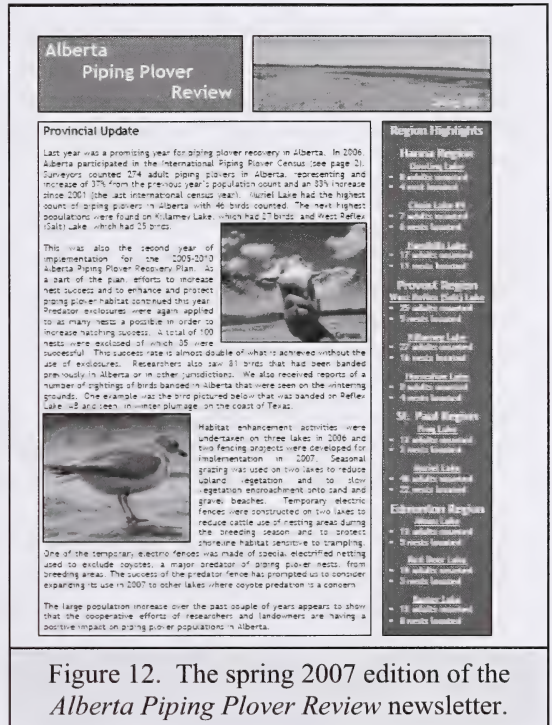 Alberta
Piping Plover
Review
Provincial Update
Last year was a promising year for piping plover recovery in Alberta. In 2006,
Alberta participated in the International Piping Plover Census (see page 2).
Surveyors counted 274 adult piping plovers in Alberta, representing and
increase of 37% from the previous year's population count and an 83% increase
since 2001 (the last international census year). Muriel Lake had the highest
count of piping plovers in Alberta with 46 birds counted. The next highest
populations were found on Killarney Lake, which had 27 birds, and West Reflex
(Salt) Lake, which had 25 birds.
This was also the second year of
implementation for the 2005-2010
Alberta Piping Plover Recovery Plan. As
a part of the plan, efforts to increase
nest success and to enhance and protect
piping plover habitat continued this year.
Predator exclosures were again applied
to as many nests a possible in order to
increase hatching success. A total of 100
nests were exclosed of which 85 were
successful. This success rate is almost double of what is achieved without the
use of exclosures. Researchers also saw 31 birds that had been banded
previously in Alberta or in other jurisdictions. We also received reports of a
number of sightings of birds banded in Alberta that were seen on the wintering
grounds. One example was the bird pictured below that was banded on Reflex
Lake and seen, in winter plumage, on the coast of Texas.
Habitat enhancement activities were
undertaken on three lakes in 2006 and
two fencing projects were developed for
implementation in 2007. Seasonal
grazing was used on two lakes to reduce
upland vegetation and to slow
vegetation encroachment onto sand and
gravel beaches. Temporary electric
fences were constructed on two lakes to
reduce cattle use of nesting areas during
the breeding season and to protect
shoreline habitat sensitive to trampling.
One of the temporary electric fences was made of special electrified netting
used to exclude coyotes, a major predator of piping plover nests, from
breeding areas. The success of the predator fence has prompted us to consider
expanding its use in 2007 to other lakes where coyote predation is a concern.
The large population increase over the past couple of years appears to show
that the cooperative efforts of researchers and landowners are having a
positive impact on piping plover populations in Alberta.
Region Highlights
Hanna Region
Provost Region
St. Paul Region
Muriel Lake
Edmonton Region
Figure 12. The spring 2007 edition of the
Alberta Piping Plover Review newsletter.